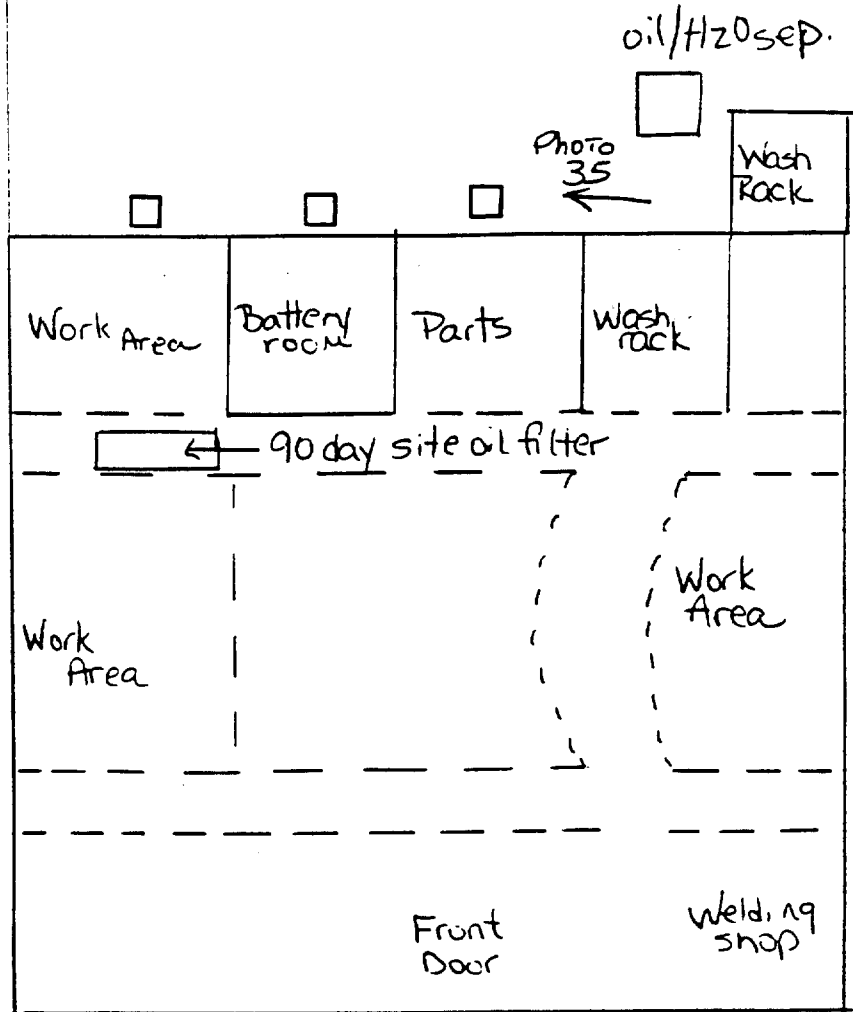 oil/H2O sep.
Photo
35
Wash
Rack
Work Area
Battery
room
Parts
Wash
rack
90 day site oil filter
Work
Area
Work
Area
Front
Door
Welding
shop